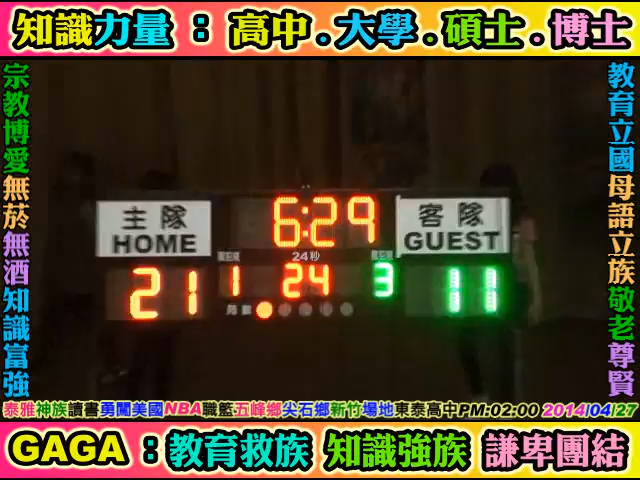 知識力量：高中.大學.碩士.博士
宗教博愛無菸無酒知識富強
教育立國母語立族敬老尊賢
主隊
HOME
6:29
客隊
GUEST
24秒
211
1
24
3
11
泰雅神族讀書勇闖美國NBA職籃五峰鄉尖石鄉新竹場地東泰高中PM:02:00 2014/04/27
GAGA：教育救族 知識強族 謙卑團結